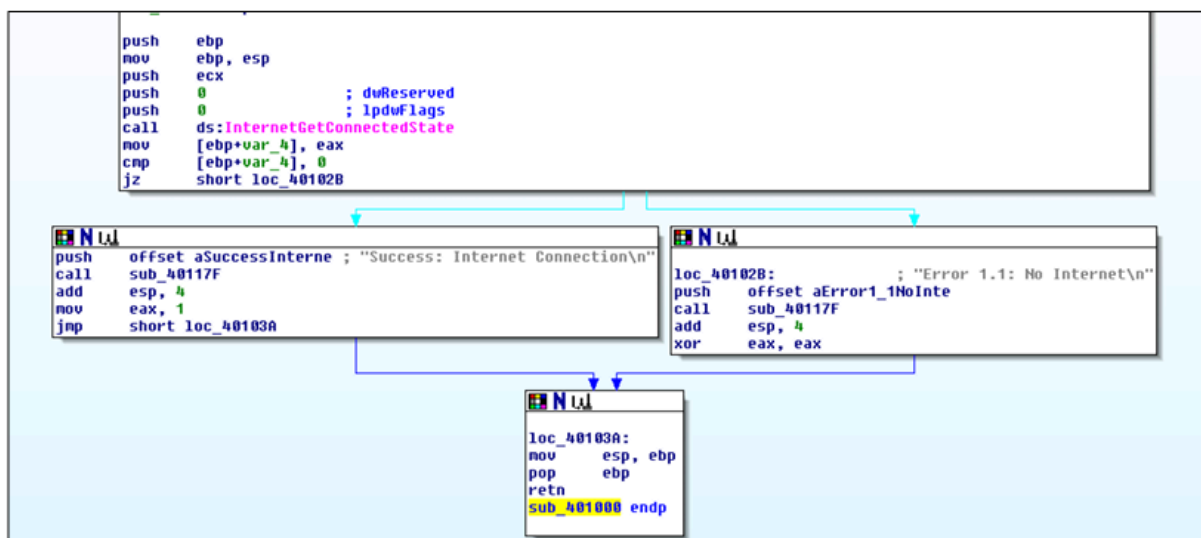 push ebp
mov ebp, esp
push ecx
push 0 ; dwReserved
push 0 ; lpdwFlags
call ds:InternetGetConnectedState
mov [ebp+var_4], eax
cmp [ebp+var_4], 0
jz short loc_40102B
push offset aSuccessInterne ; "Success: Internet Connection\n"
call sub_40117F
add esp, 4
mov eax, 1
jmp short loc_40103A
loc_40102B: ; "Error 1.1: No Internet\n"
push offset aError1_1NoInte
call sub_40117F
add esp, 4
xor eax, eax
loc_40103A:
mov esp, ebp
pop ebp
retn
sub_401000 endp